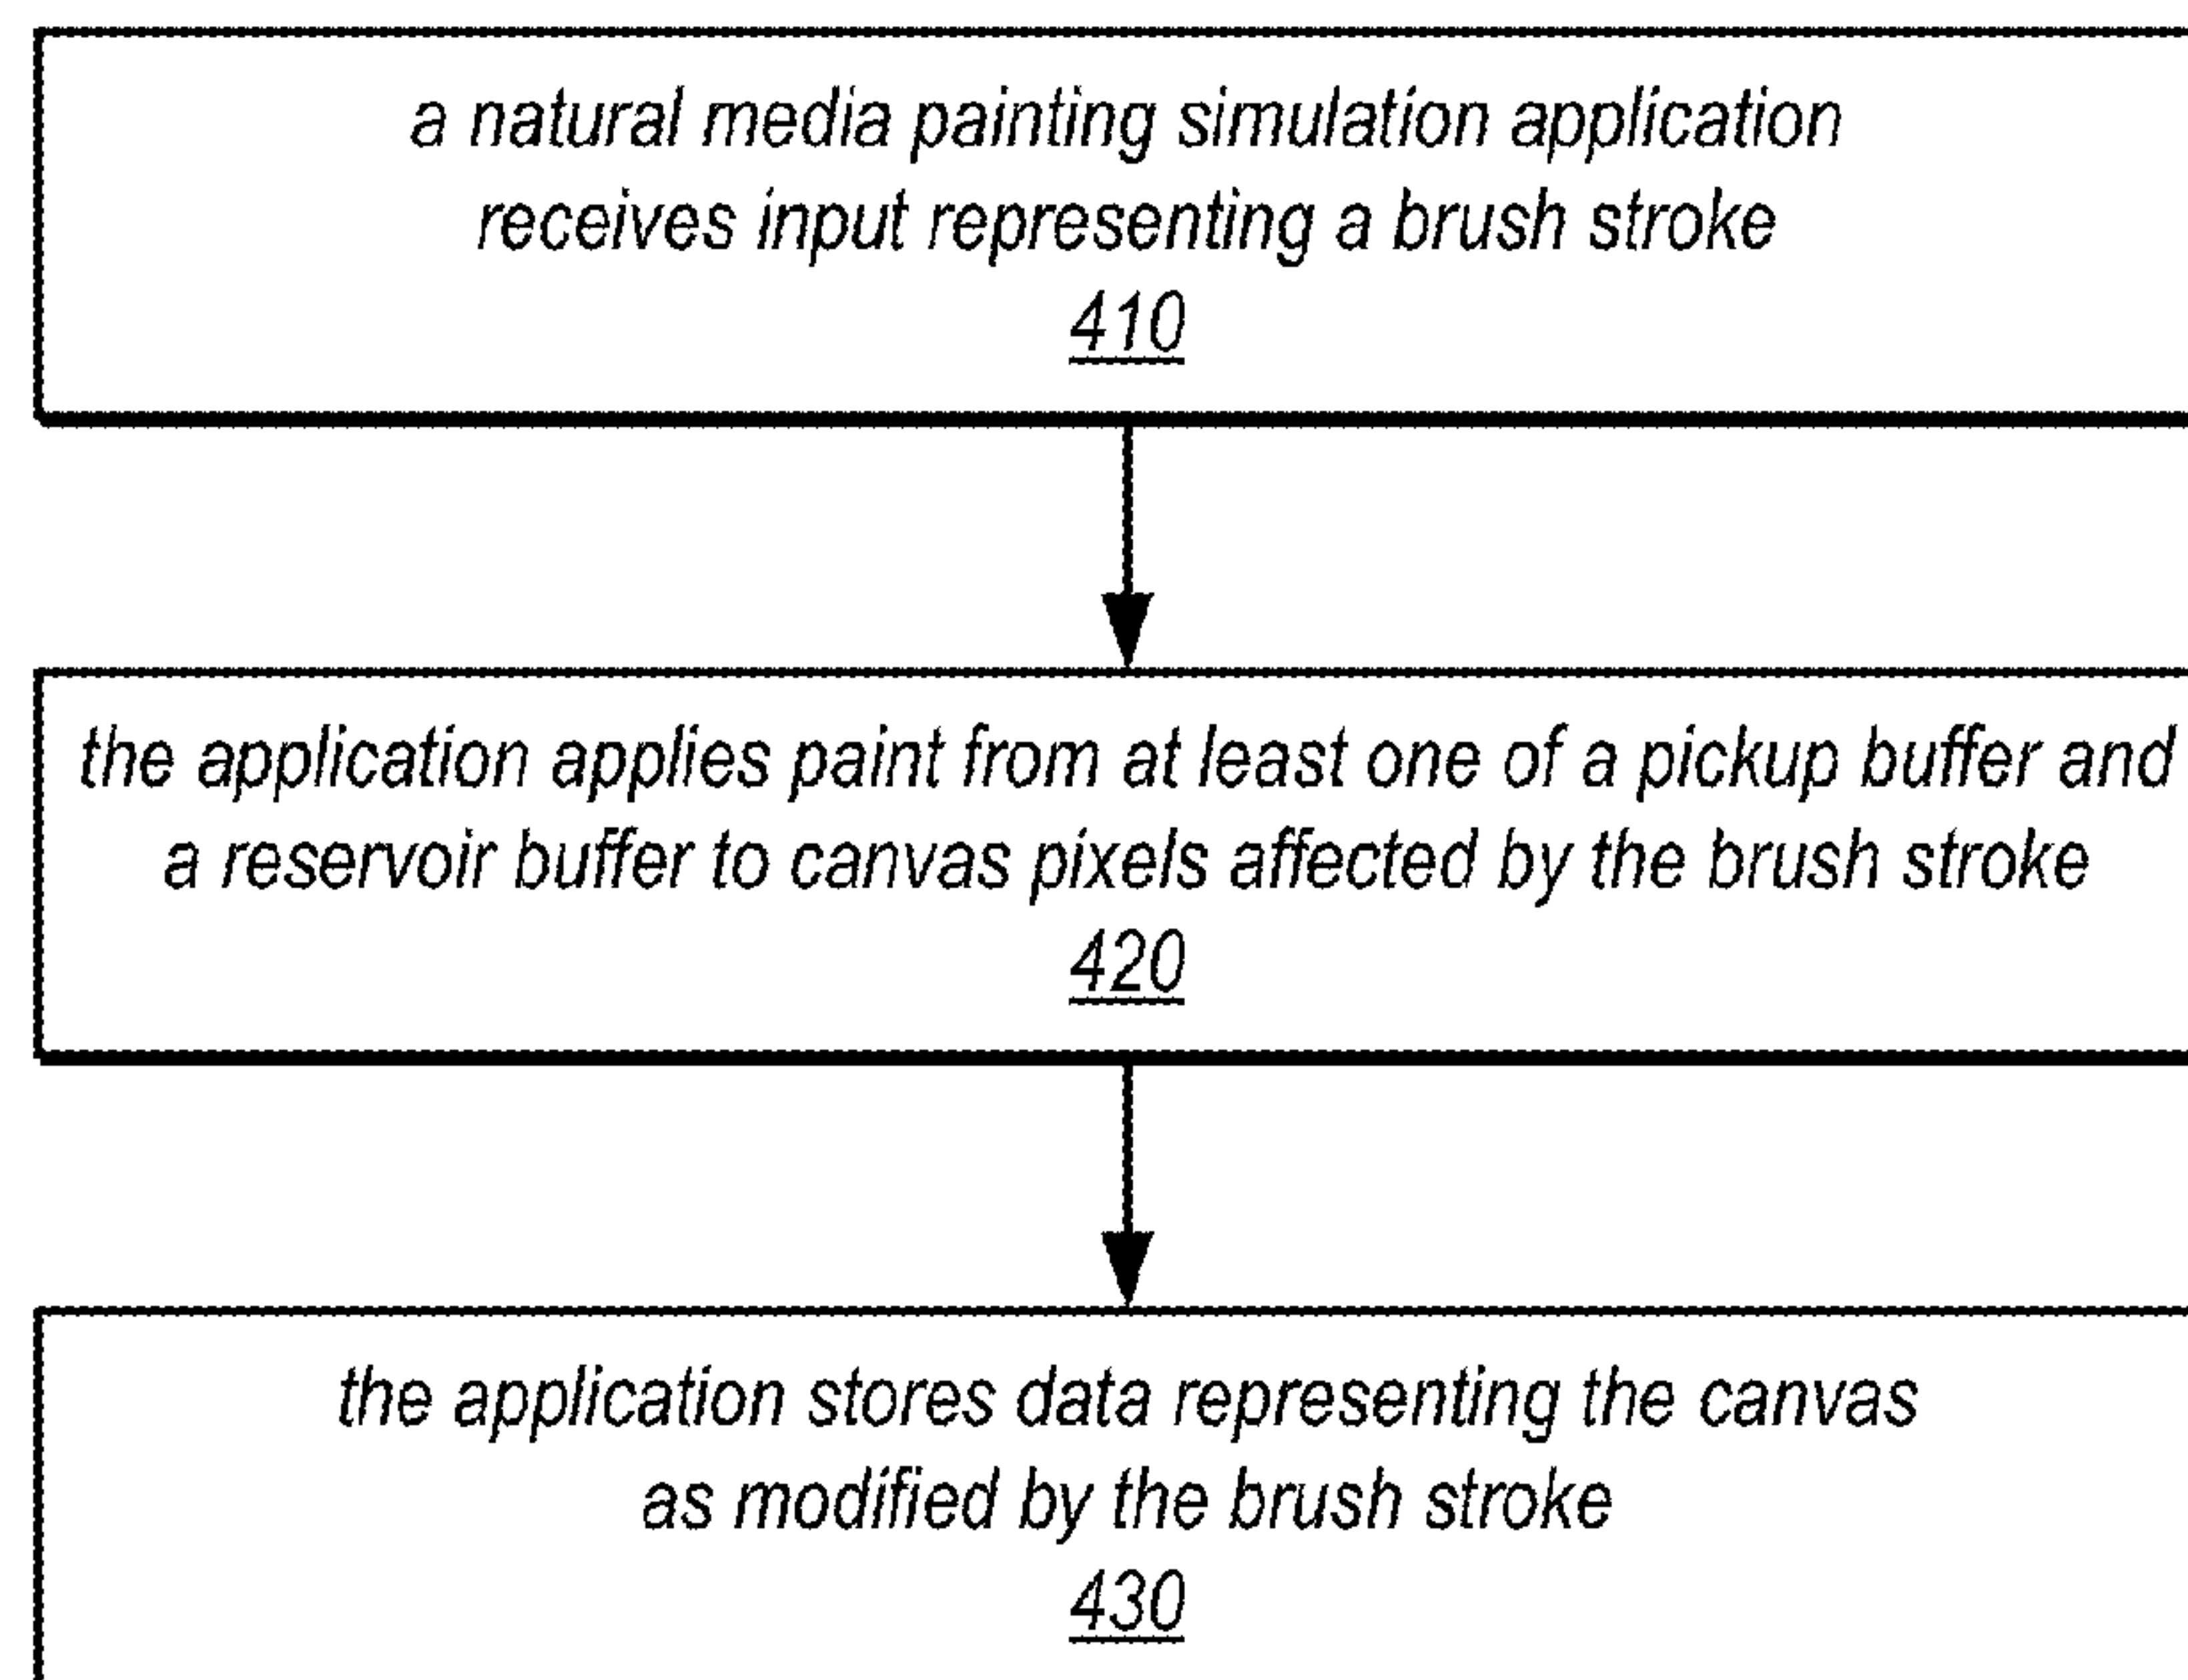 a natural media painting simulation application
receives input representing a brush stroke
410
the application applies paint from at least one of a pickup buffer and
a reservoir buffer to canvas pixels affected by the brush stroke
420
the application stores data representing the canvas
as modified by the brush stroke
430